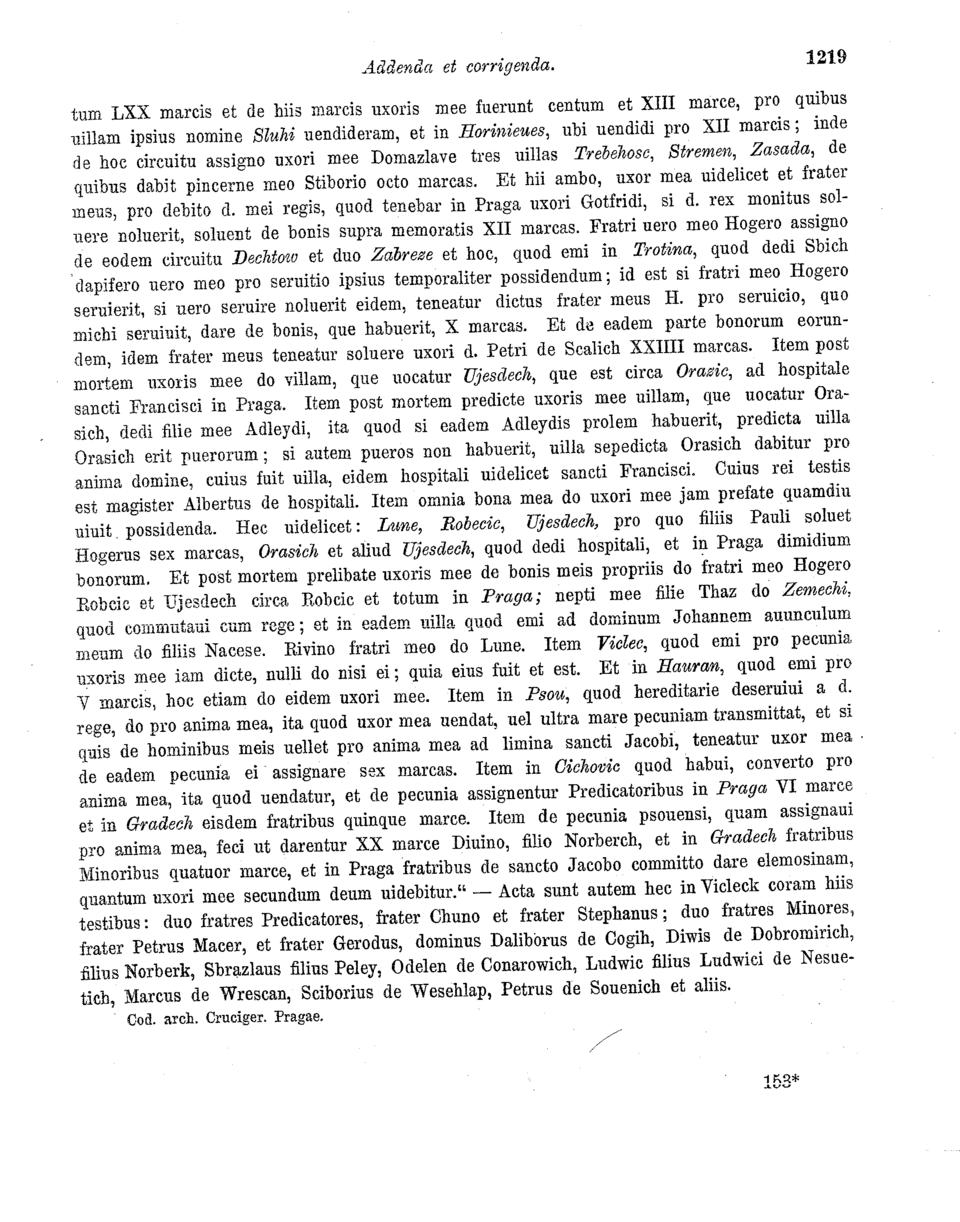 Addenda et corrigenda. 1219
tum LXX marcis et de hiis marcis uxoris mee fuerunt centum et XIII marce, pro quibus
uillam ipsius nomine Sluhi uendideram, et in Horinieues, ubi uendidi pro XII marcis; inde
de hoc circuitu assigno uxori mee Domazlave tres uillas Trebehosc, Stremen, Zasada, de
quibus dabit pincerne meo Stiborio octo marcas. Et hii ambo, uxor mea uidelicet et frater
meus, pro debito d. mei regis, quod tenebar in Praga uxori Gotfridi, si d. rex monitus sol-
uere noluerit, soluent de bonis supra memoratis XII marcas. Fratri uero meo Hogero assigno
de eodem circuitu Dechtow et duo Zabreze et hoc, quod emi in Trotina, quod dedi Sbich
dapifero uero meo pro seruitio ipsius temporaliter possidendum; id est si fratri meo Hogero
seruierit, si uero seruire noluerit eidem, teneatur dictus frater meus H. pro seruicio, quo
michi seruiuit, dare de bonis, que habuerit, X marcas. Et de eadem parte bonorum eorun-
dem, idem frater meus teneatur soluere uxori d. Petri de Scalich XXIIII marcas. Item post
mortem uxoris mee do villam, que uocatur Ujesdech, que est circa Orazic, ad hospitale
sancti Francisci in Praga. Item post mortem predicte uxoris mee uillam, que uocatur Ora-
sich, dedi filie mee Adleydi, ita quod si eadem Adleydis prolem habuerit, predicta uilla
Orasich erit puerorum; si autem pueros non habuerit, uilla sepedicta Orasich dabitur pro
anima domine, cuius fuit uilla, eidem hospitali uidelicet sancti Francisci. Cuius rei testis
est magister Albertus de hospitali. Item omnia bona mea do uxori mee jam prefate quamdiu
uiuit possidenda. Hec uidelicet: Lune, Robecic, Ujesdech, pro quo filiis Pauli soluet
Hogerus sex marcas, Orasich et aliud Ujesdech, quod dedi hospitali, et in Praga dimidium
bonorum. Et post mortem prelibate uxoris mee de bonis meis propriis do fratri meo Hogero
Robcic et Ujesdech circa Robcic et totum in Praga; nepti mee filie Thaz do Zemechi,
quod commutaui cum rege; et in eadem uilla quod emi ad dominum Johannem auunculum
meum do filiis Nacese. Rivino fratri meo do Lune. Item Viclec, quod emi pro pecunia
uxoris mee iam dicte, nulli do nisi ei; quia eius fuit et est. Et in Hauran, quod emi pro
V marcis, hoc etiam do eidem uxori mee. Item in Psou, quod hereditarie deseruiui a d.
rege, do pro anima mea, ita quod uxor mea uendat, uel ultra mare pecuniam transmittat, et si
quis de hominibus meis uellet pro anima mea ad limina sancti Jacobi, teneatur uxor mea
de eadem pecunia ei assignare sex marcas. Item in Cichovic quod habui, converto pro
anima mea, ita quod uendatur, et de pecunia assignentur Predicatoribus in Praga VI marce
et in Gradech eisdem fratribus quinque marce. Item de pecunia psouensi, quam assignaui
pro anima mea, feci ut darentur XX marce Diuino, filio Norberch, et in Gradech fratribus
Minoribus quatuor marce, et in Praga fratribus de sancto Jacobo committo dare elemosinam,
quantum uxori mee secundum deum uidebitur.“ — Acta sunt autem hec in Vicleck coram hiis
testibus: duo fratres Predicatores, frater Chuno et frater Stephanus; duo fratres Minores,
frater Petrus Macer, et frater Gerodus, dominus Daliborus de Cogih, Diwis de Dobromirich,
filius Norberk, Sbrazlaus filius Peley, Odelen de Conarowich, Ludwic filius Ludwici de Nesue-
tich, Marcus de Wrescan, Sciborius de Wesehlap, Petrus de Souenich et aliis.
Cod. arch. Cruciger. Pragae.
153*